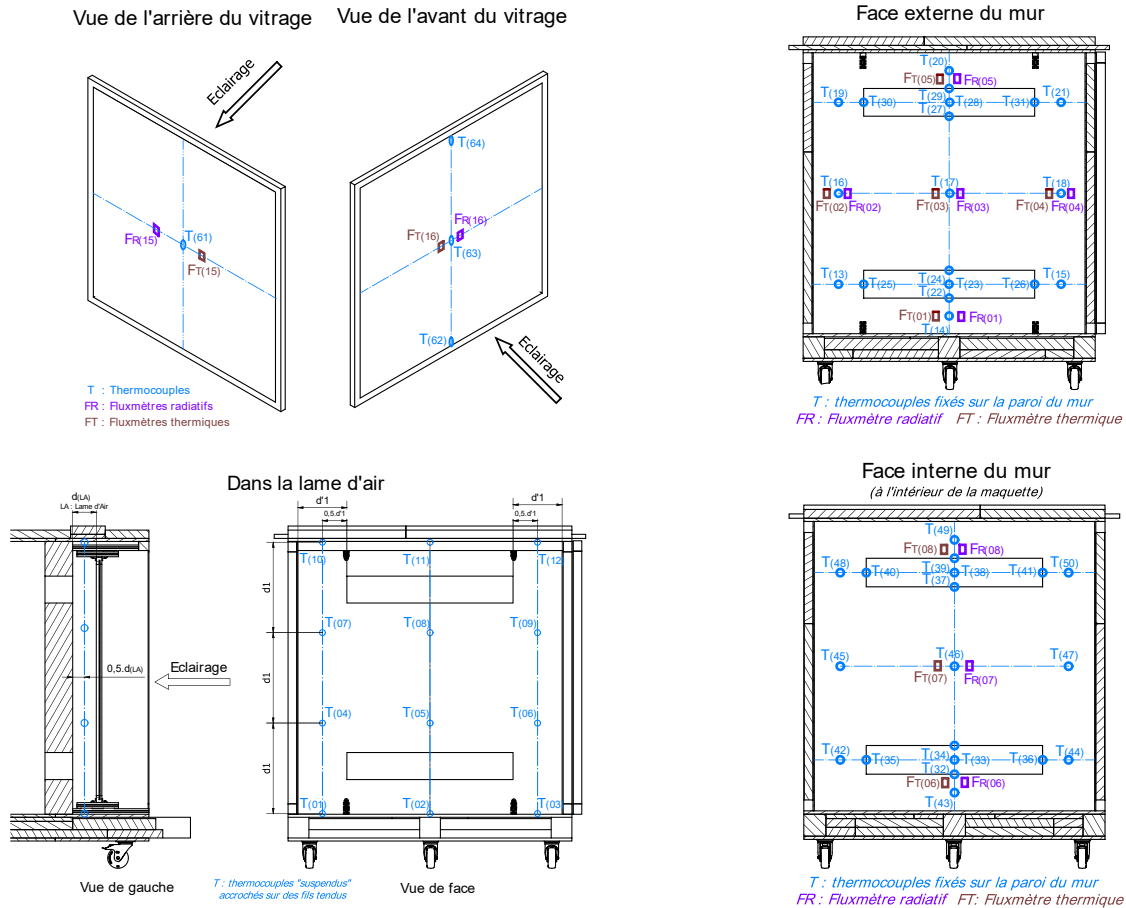 Vue de l'arrière du vitrage
Vue de l'avant du vitrage
Eclairage
FR(15)
T(61)
FT(15)
T(64)
FR(16)
FT(16)
T(63)
T(62)
Eclairage
T : Thermocouples
FR : Fluxmètres radiatifs
FT : Fluxmètres thermiques
Face externe du mur
T(20)
FT(05)
FR(05)
T(19)
T(30)
T(29)
T(28)
T(31)
T(21)
T(27)
T(16)
T(17)
T(18)
FT(02)
FR(02)
FT(03)
FR(03)
FT(04)
FR(04)
T(13)
T(25)
T(24)
T(23)
T(26)
T(15)
T(22)
FT(01)
FR(01)
T(14)
T : thermocouples fixés sur la paroi du mur
FR : Fluxmètre radiatif FT : Fluxmètre thermique
Dans la lame d'air
d(LA)
LA : Lame d'Air
0,5.d(LA)
Eclairage
Vue de gauche
d'1
d'1
0,5.d'1
0,5.d'1
T(10)
T(11)
T(12)
d1
T(07)
T(08)
T(09)
d1
T(04)
T(05)
T(06)
d1
T(01)
T(02)
T(03)
T : thermocouples "suspendus"
accrochés sur des fils tendus
Vue de face
Face interne du mur
(à l'intérieur de la maquette)
T(49)
FT(08)
FR(08)
T(48)
T(40)
T(39)
T(38)
T(41)
T(50)
T(37)
T(45)
T(46)
T(47)
FT(07)
FR(07)
T(42)
T(35)
T(34)
T(33)
T(36)
T(44)
T(32)
FT(06)
FR(06)
T(43)
T : thermocouples fixés sur la paroi du mur
FR : Fluxmètre radiatif FT: Fluxmètre thermique